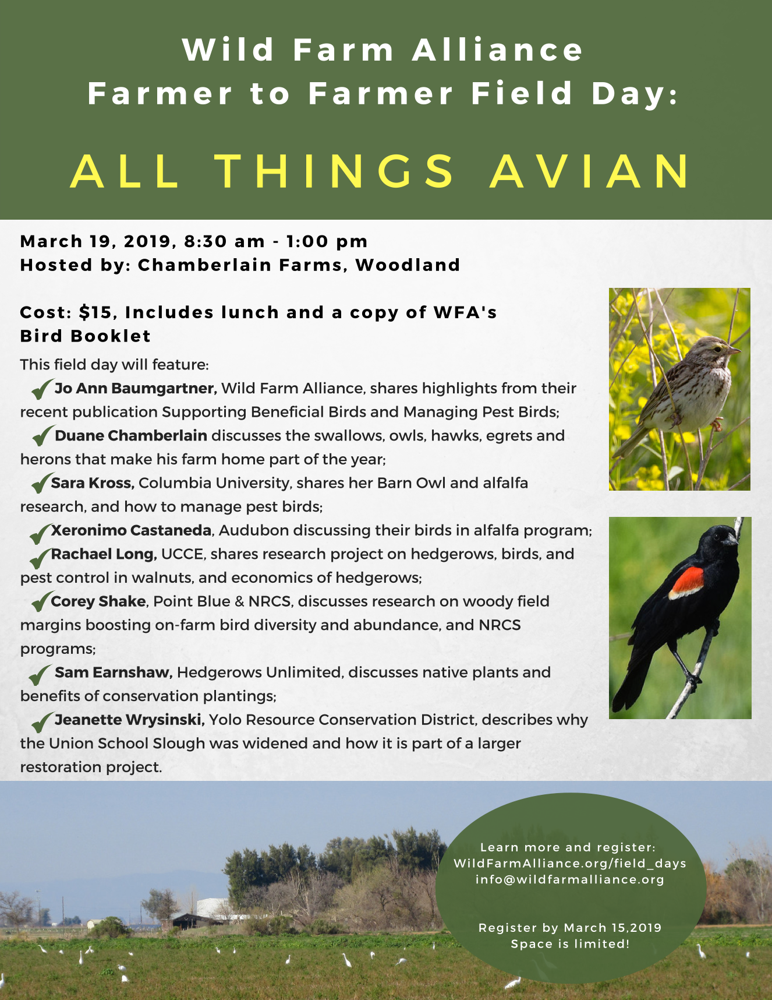 Wild Farm Alliance
Farmer to Farmer Field Day:
ALL THINGS AVIAN
March 19, 2019, 8:30 am - 1:00 pm
Hosted by: Chamberlain Farms, Woodland
Cost: $15, Includes lunch and a copy of WFA's
Bird Booklet
This field day will feature:
Jo Ann Baumgartner, Wild Farm Alliance, shares highlights from their
recent publication Supporting Beneficial Birds and Managing Pest Birds;
Duane Chamberlain discusses the swallows, owls, hawks, egrets and
herons that make his farm home part of the year;
Sara Kross, Columbia University, shares her Barn Owl and alfalfa
research, and how to manage pest birds;
Xeronimo Castaneda, Audubon discussing their birds in alfalfa program;
Rachael Long, UCCE, shares research project on hedgerows, birds, and
pest control in walnuts, and economics of hedgerows;
Corey Shake, Point Blue & NRCS, discusses research on woody field
margins boosting on-farm bird diversity and abundance, and NRCS
programs;
Sam Earnshaw, Hedgerows Unlimited, discusses native plants and
benefits of conservation plantings;
Jeanette Wrysinski, Yolo Resource Conservation District, describes why
the Union School Slough was widened and how it is part of a larger
restoration project.
Learn more and register:
WildFarmAlliance.org/field_days
info@wildfarmalliance.org
Register by March 15,2019
Space is limited!